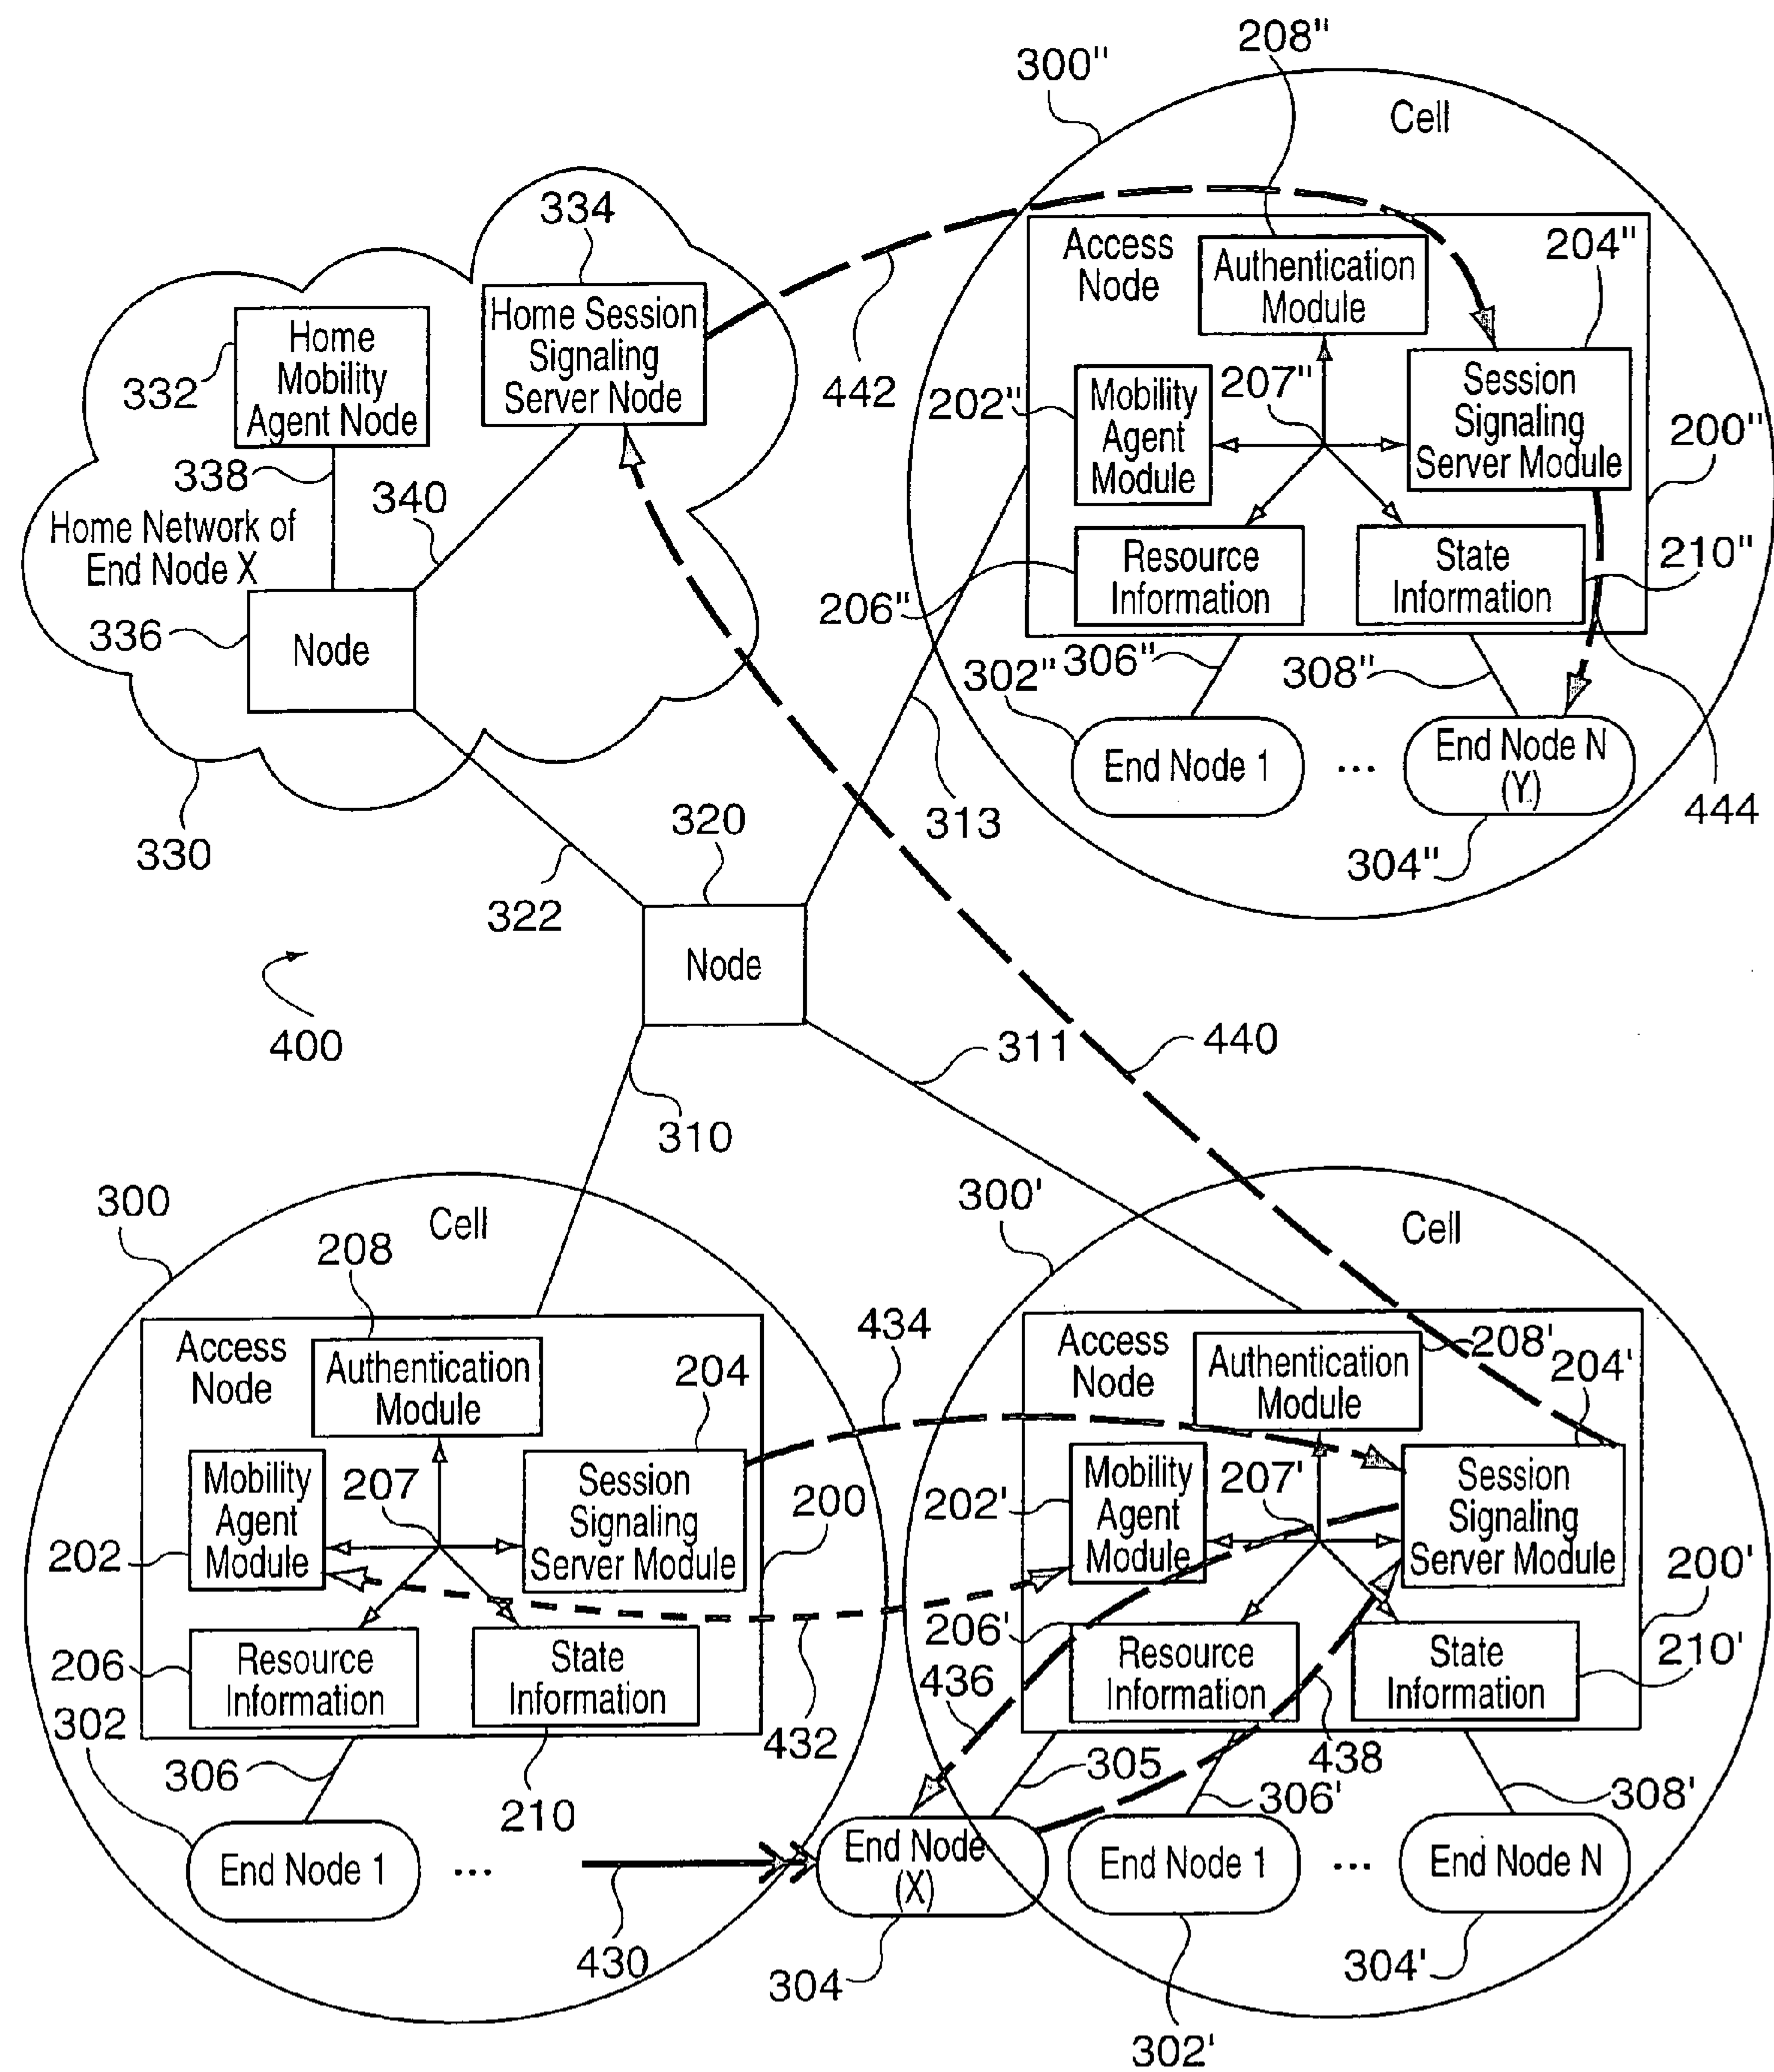 208"
300"
Cell
334
Access
Node
Authentication
Module
204"
Home Session
Signaling
Server Node
Home
Mobility
Agent Node
332
442
207"
202"
Mobility
Agent
Module
Session
Signaling
Server Module
200"
338
340
Home Network of
End Node X
Resource
Information
State
Information
210"
206"
336
Node
306"
302"
308"
End Node 1
...
End Node N
(Y)
444
313
320
330
304"
322
Node
400
311
440
310
300
Cell
300'
Cell
208
434
208'
204'
Access
Node
Authentication
Module
204
Access
Node
Authentication
Module
Mobility
Agent
Module
207
Session
Signaling
Server Module
200
202
Mobility
Agent
Module
207'
202'
Session
Signaling
Server Module
200'
206'
206
Resource
Information
State
Information
436
Resource
Information
State
Information
210'
302
432
305
438
306
210
306'
308'
End Node 1
...
End Node
(X)
End Node 1
...
End Node N
430
304
304'
302'